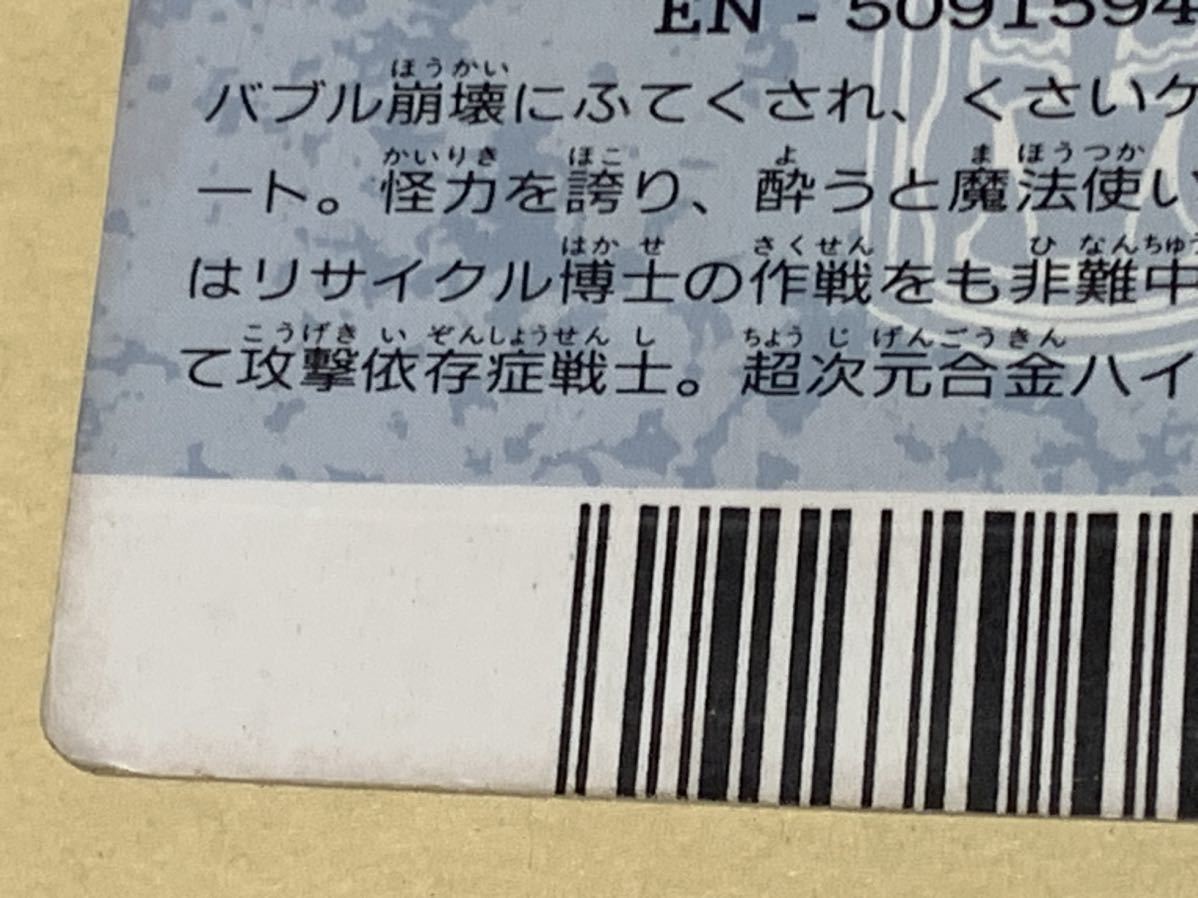 EN - 5091594
バブル崩壊にふてくされ、くさいケ
ート。怪力を誇り、酔うと魔法使い
はリサイクル博士の作戦をも非難中
て攻撃依存症戦士。超次元合金ハイ